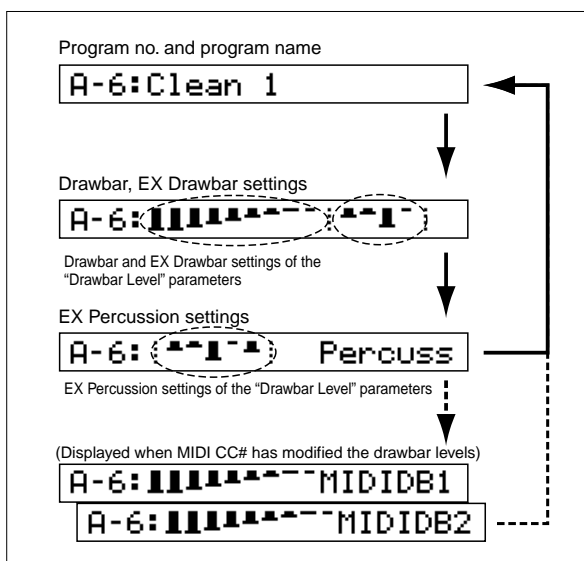 Program no. and program name
A-6:Clean 1
Drawbar, EX Drawbar settings
A-6:
Drawbar and EX Drawbar settings of the
“Drawbar Level” parameters
EX Percussion settings
A-6: Percuss
EX Percussion settings of the “Drawbar Level” parameters
(Displayed when MIDI CC# has modified the drawbar levels)
A-6: MIDIDB1
A-6: MIDIDB2